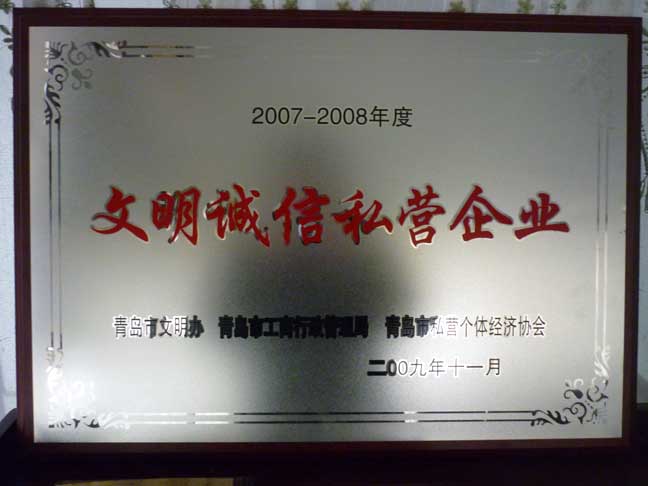 2007-2008年度
文明诚信私营企业
青岛市文明办 青岛市工商行政管理局 青岛市私营个体经济协会
二00九年十一月